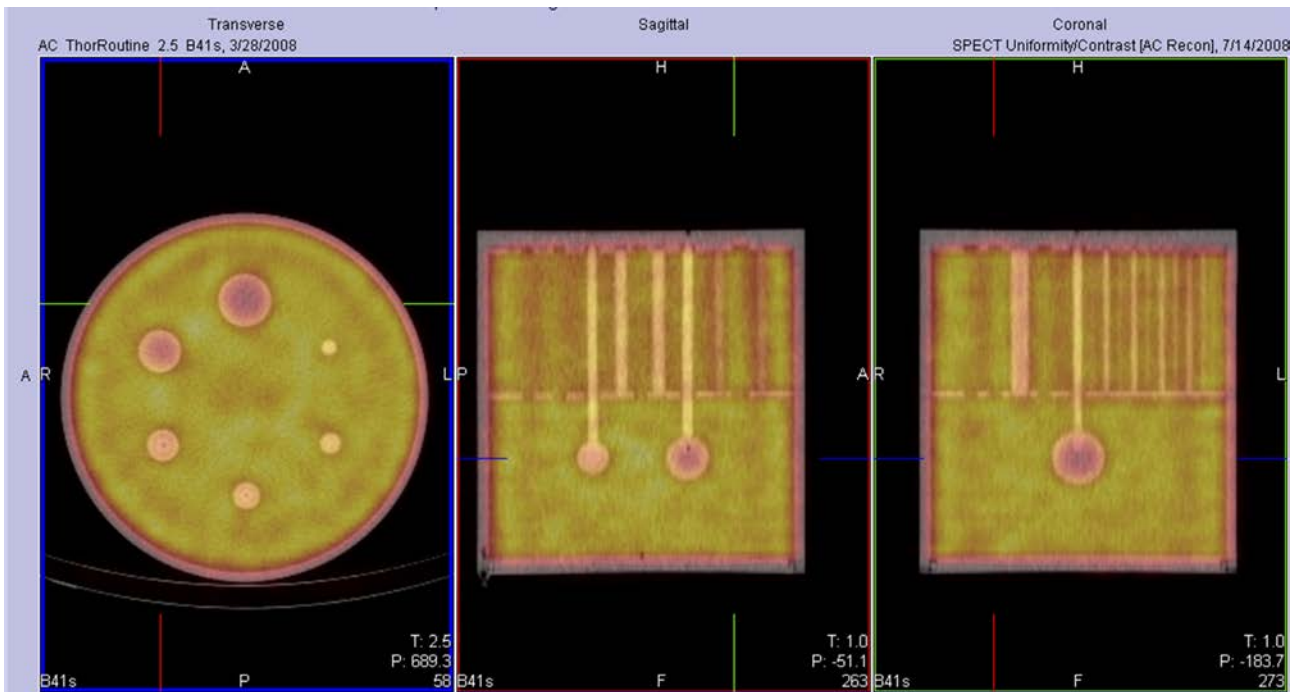 Transverse Sagittal Coronal
AC ThorRoutine 2.5 B41s, 3/28/2008 SPECT Uniformity/Contrast [AC Recon], 7/14/2008
A H H
A R L P A R L
T: 2.5 T: 1.0 T: 1.0
P: 689.3 P: -51.1 P: -183.7
B41s P 58 B41s F 263 B41s F 273